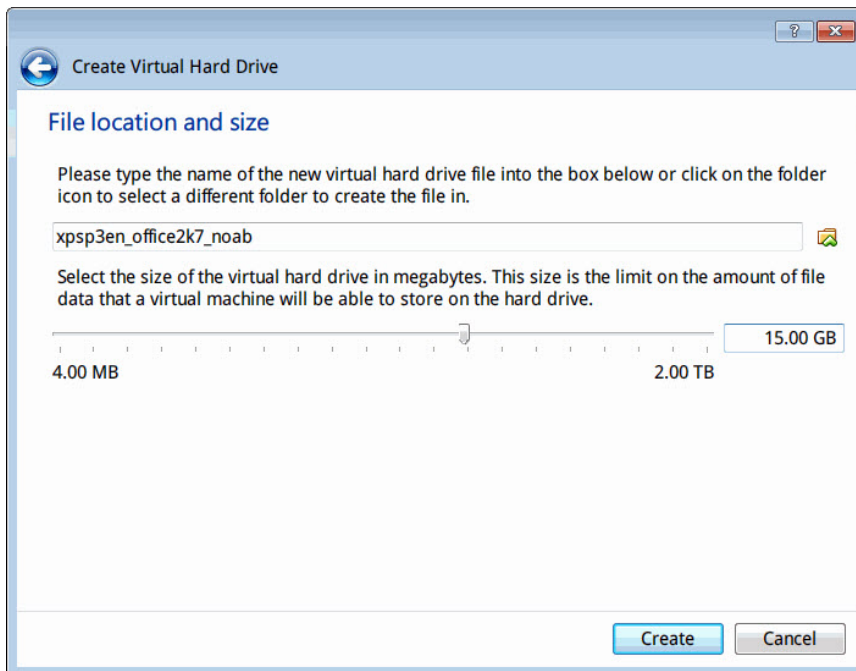 ?
Create Virtual Hard Drive
File location and size
Please type the name of the new virtual hard drive file into the box below or click on the folder
icon to select a different folder to create the file in.
xpsp3en_office2k7_noab
Select the size of the virtual hard drive in megabytes. This size is the limit on the amount of file
data that a virtual machine will be able to store on the hard drive.
15.00 GB
4.00 MB 2.00 TB
Create Cancel